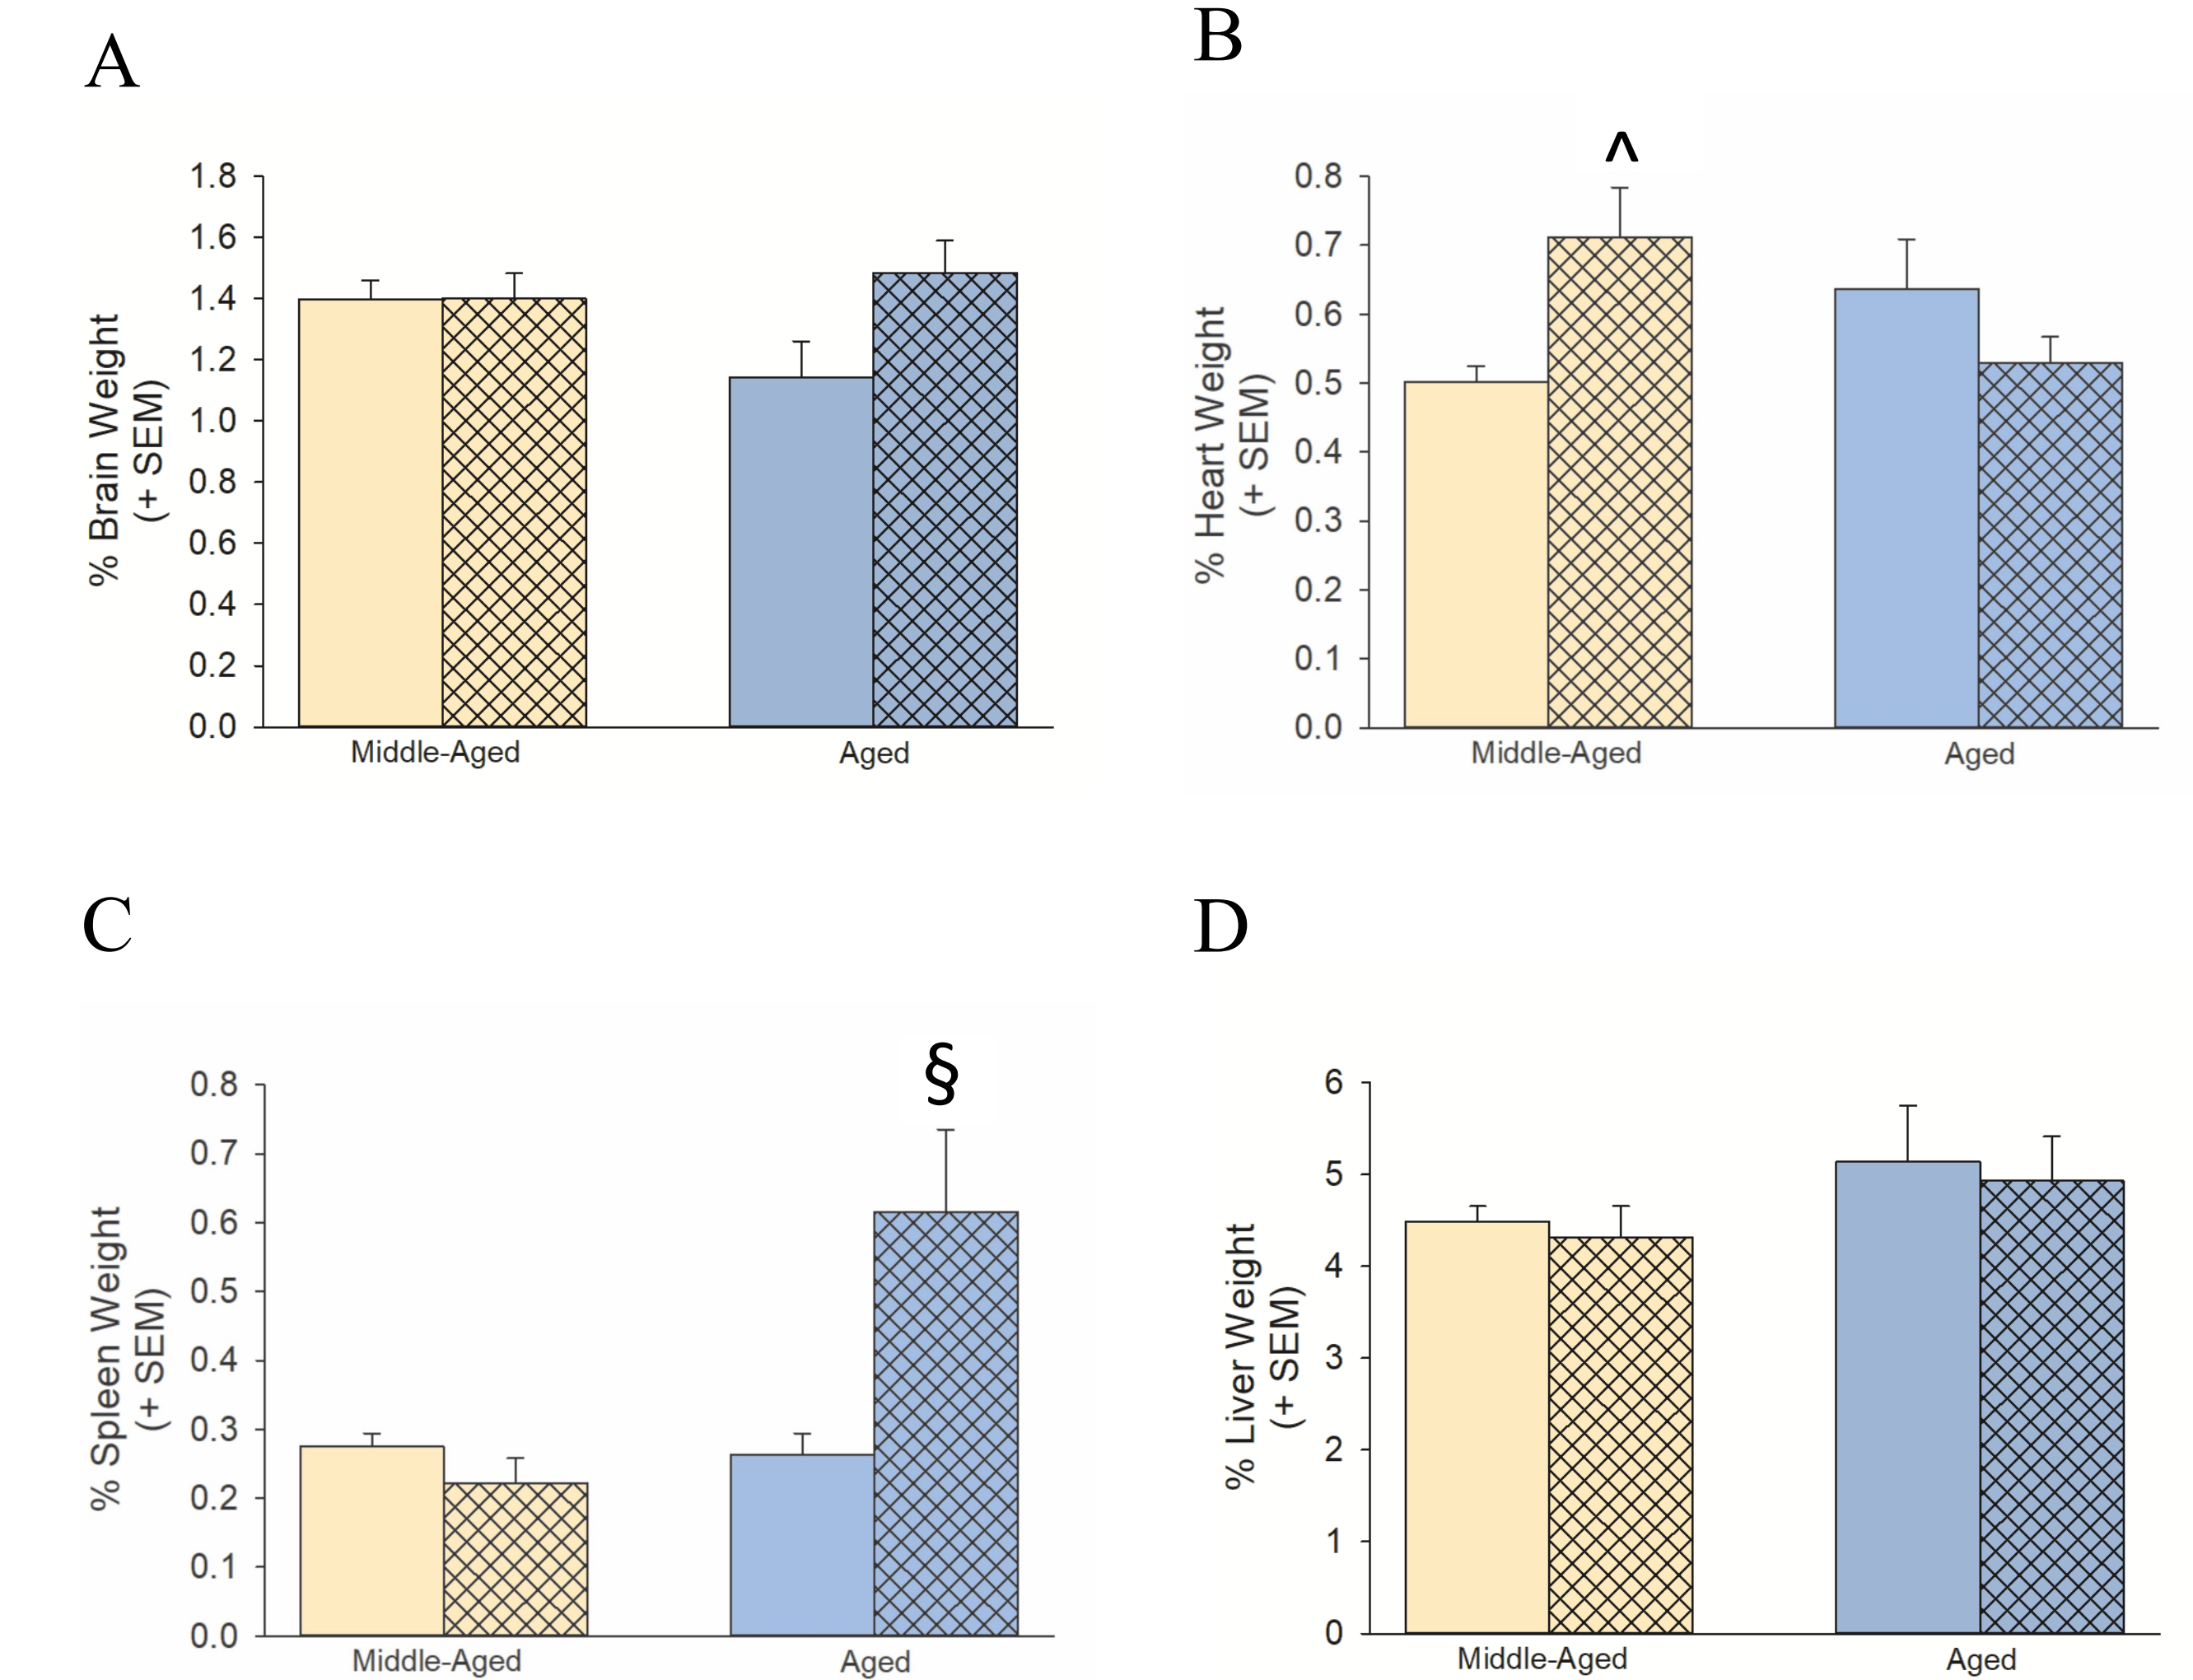 A
1.8
1.6
1.4
1.2
1.0
0.8
0.6
0.4
0.2
0.0
% Brain Weight
(+ SEM)
Middle-Aged Aged
B
^
0.8
0.7
0.6
0.5
0.4
0.3
0.2
0.1
0.0
% Heart Weight
(+ SEM)
Middle-Aged Aged
C
§
0.8
0.7
0.6
0.5
0.4
0.3
0.2
0.1
0.0
% Spleen Weight
(+ SEM)
Middle-Aged Aged
D
6
5
4
3
2
1
0
% Liver Weight
(+ SEM)
Middle-Aged Aged